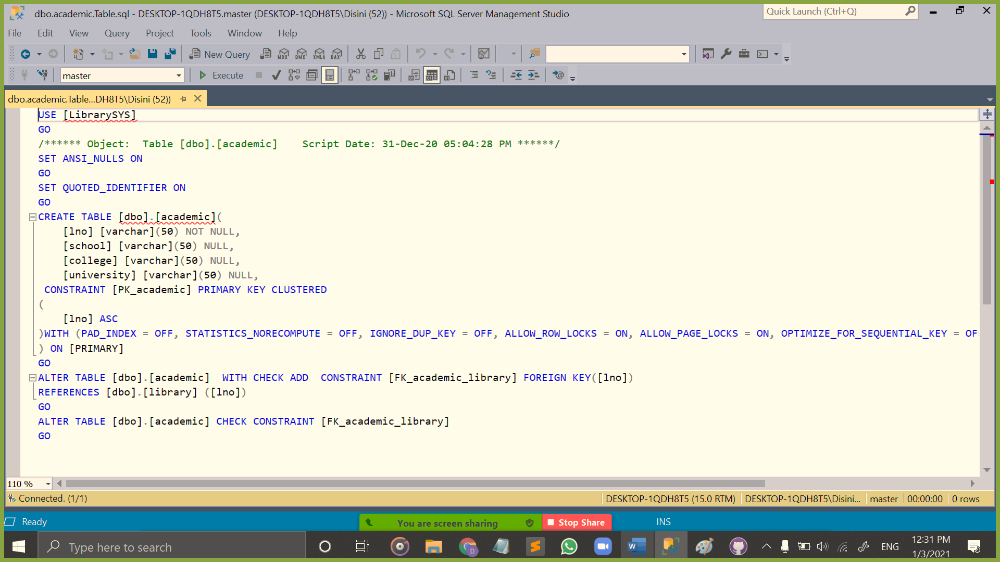 dbo.academic.Table.sql - DESKTOP-1QDH8T5.master (DESKTOP-1QDH8T5\Disini (52)) - Microsoft SQL Server Management Studio
Quick Launch (Ctrl+Q)
File Edit View Query Project Tools Window Help
New Query MDX DMX XMLA DAX
master Execute
dbo.academic.Table...DH8T5\Disini (52))
USE [LibrarySYS]
GO
/****** Object:  Table [dbo].[academic]    Script Date: 31-Dec-20 05:04:28 PM ******/
SET ANSI_NULLS ON
GO
SET QUOTED_IDENTIFIER ON
GO
CREATE TABLE [dbo].[academic](
[lno] [varchar](50) NOT NULL,
[school] [varchar](50) NULL,
[college] [varchar](50) NULL,
[university] [varchar](50) NULL,
CONSTRAINT [PK_academic] PRIMARY KEY CLUSTERED
(
[lno] ASC
)WITH (PAD_INDEX = OFF, STATISTICS_NORECOMPUTE = OFF, IGNORE_DUP_KEY = OFF, ALLOW_ROW_LOCKS = ON, ALLOW_PAGE_LOCKS = ON, OPTIMIZE_FOR_SEQUENTIAL_KEY =
) ON [PRIMARY]
GO
ALTER TABLE [dbo].[academic]  WITH CHECK ADD  CONSTRAINT [FK_academic_library] FOREIGN KEY([lno])
REFERENCES [dbo].[library] ([lno])
GO
ALTER TABLE [dbo].[academic] CHECK CONSTRAINT [FK_academic_library]
GO
110 %
Connected. (1/1) DESKTOP-1QDH8T5 (15.0 RTM) DESKTOP-1QDH8T5\Disini... master 00:00:00 0 rows
Ready You are screen sharing Stop Share INS
Type here to search
ENG
12:31 PM
1/3/2021